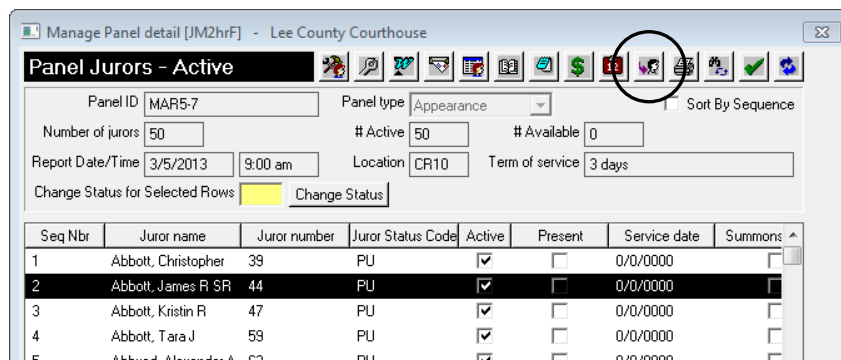 Manage Panel detail [JM2hrF] - Lee County Courthouse
Panel Jurors - Active
Panel ID MAR5-7 Panel type Appearance Sort By Sequence
Number of jurors 50 # Active 50 # Available 0
Report Date/Time 3/5/2013 9:00 am Location CR10 Term of service 3 days
Change Status for Selected Rows Change Status
Seq Nbr Juror name Juror number Juror Status Code Active Present Service date Summons
1 Abbott, Christopher 39 PU 0/0/0000
2 Abbott, James R SR 44 PU 0/0/0000
3 Abbott, Kristin R 47 PU 0/0/0000
4 Abbott, Tara J 59 PU 0/0/0000